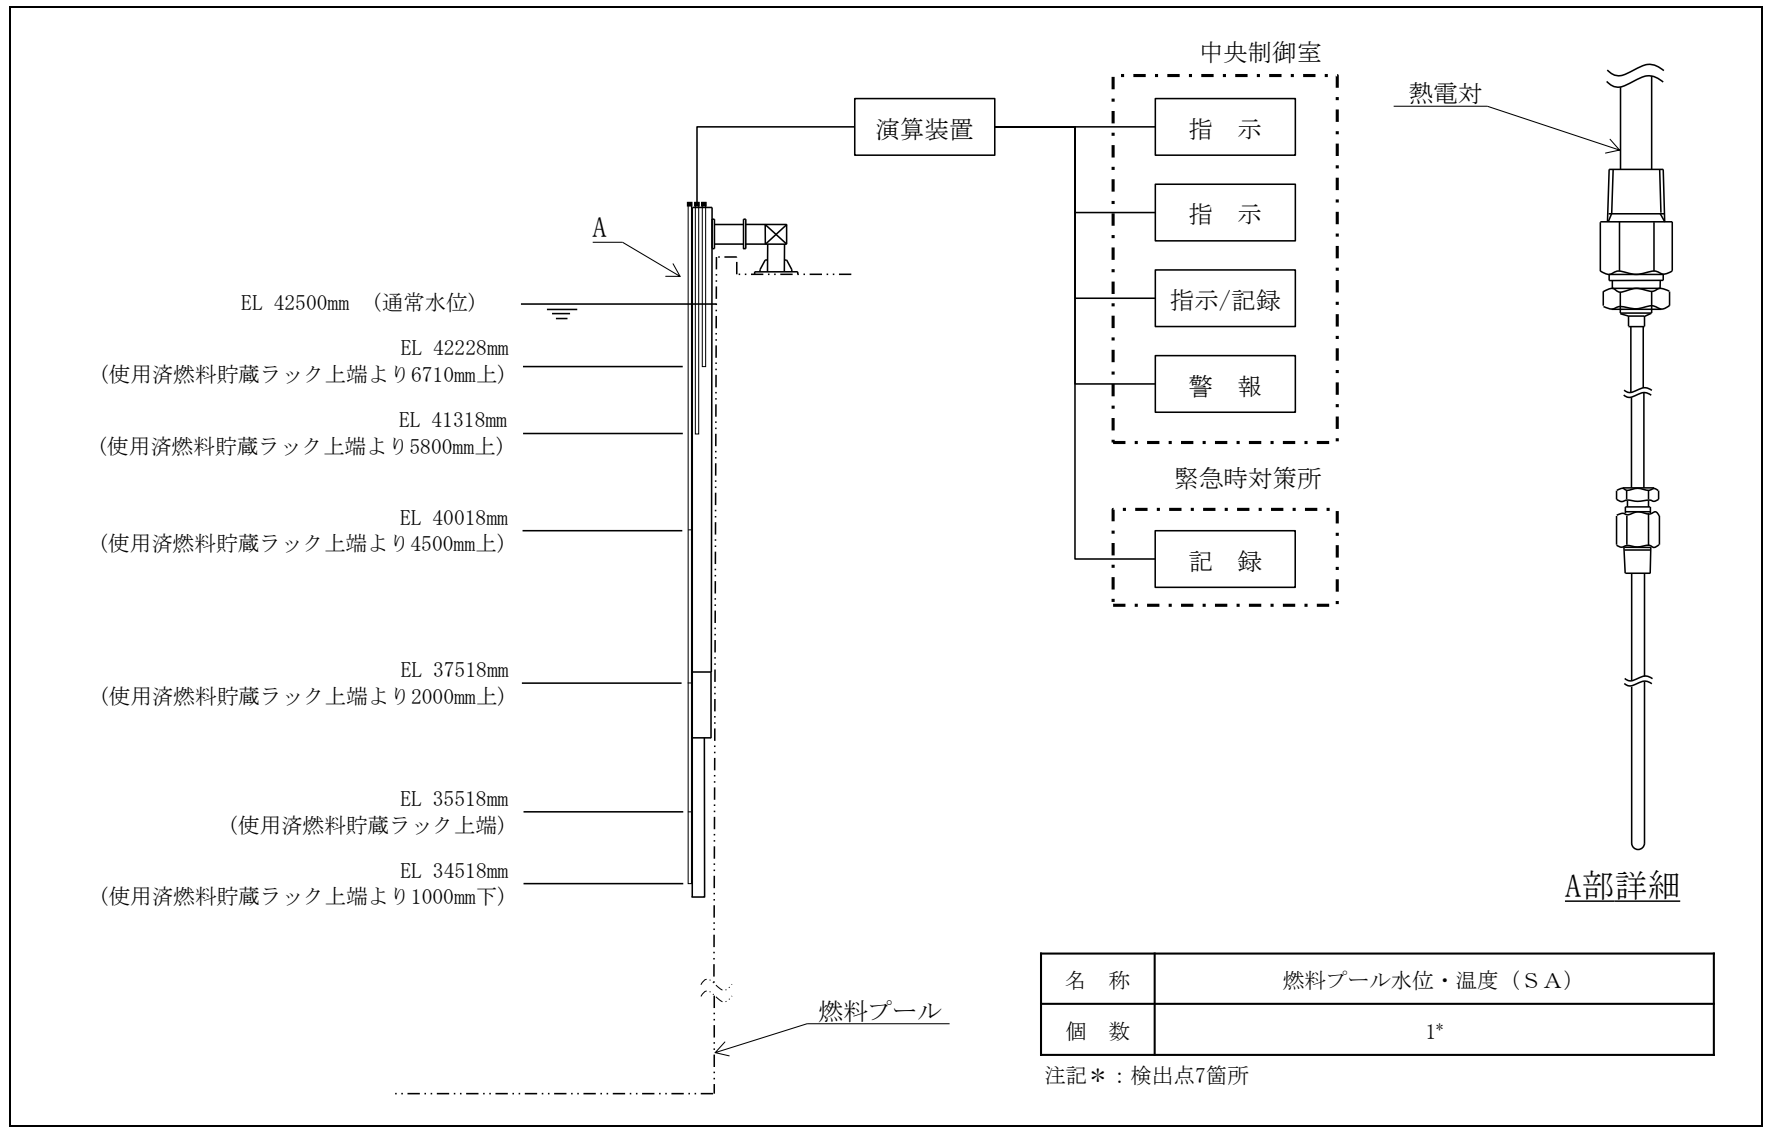 中央制御室
熱電対
演算装置
指　示
指　示
A
指示/記録
EL 42500mm （通常水位）
EL 42228mm
(使用済燃料貯蔵ラック上端より6710mm上)
警　報
EL 41318mm
(使用済燃料貯蔵ラック上端より5800mm上)
緊急時対策所
EL 40018mm
(使用済燃料貯蔵ラック上端より4500mm上)
記　録
EL 37518mm
(使用済燃料貯蔵ラック上端より2000mm上)
EL 35518mm
(使用済燃料貯蔵ラック上端)
EL 34518mm
(使用済燃料貯蔵ラック上端より1000mm下)
A部詳細
燃料プール
名　称　燃料プール水位・温度（ＳＡ）
個　数　1*
注記＊：検出点7箇所